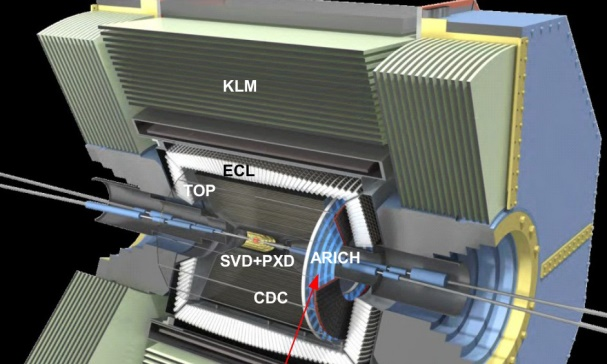 KLM
ECL
TOP
SVD+PXD
ARICH
CDC